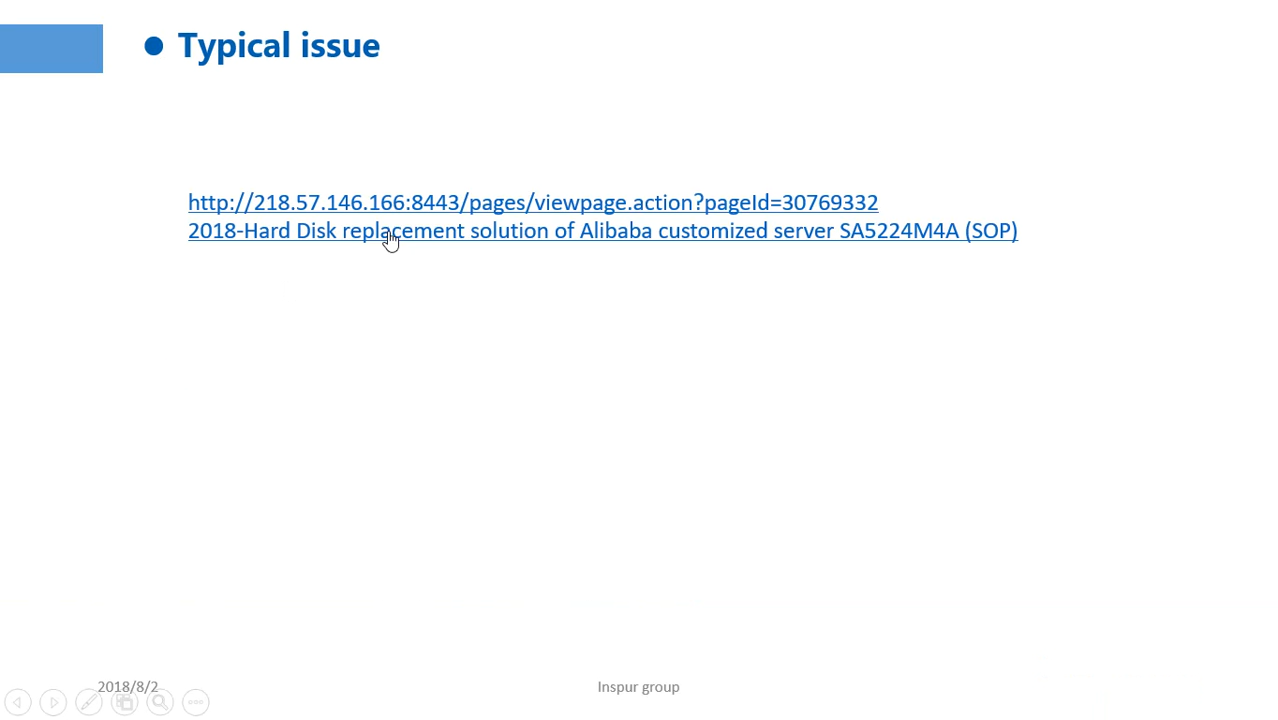 Typical issue
http://218.57.146.166:8443/pages/viewpage.action?pageId=30769332
2018-Hard Disk replacement solution of Alibaba customized server SA5224M4A (SOP)
2018/8/2
Inspur group